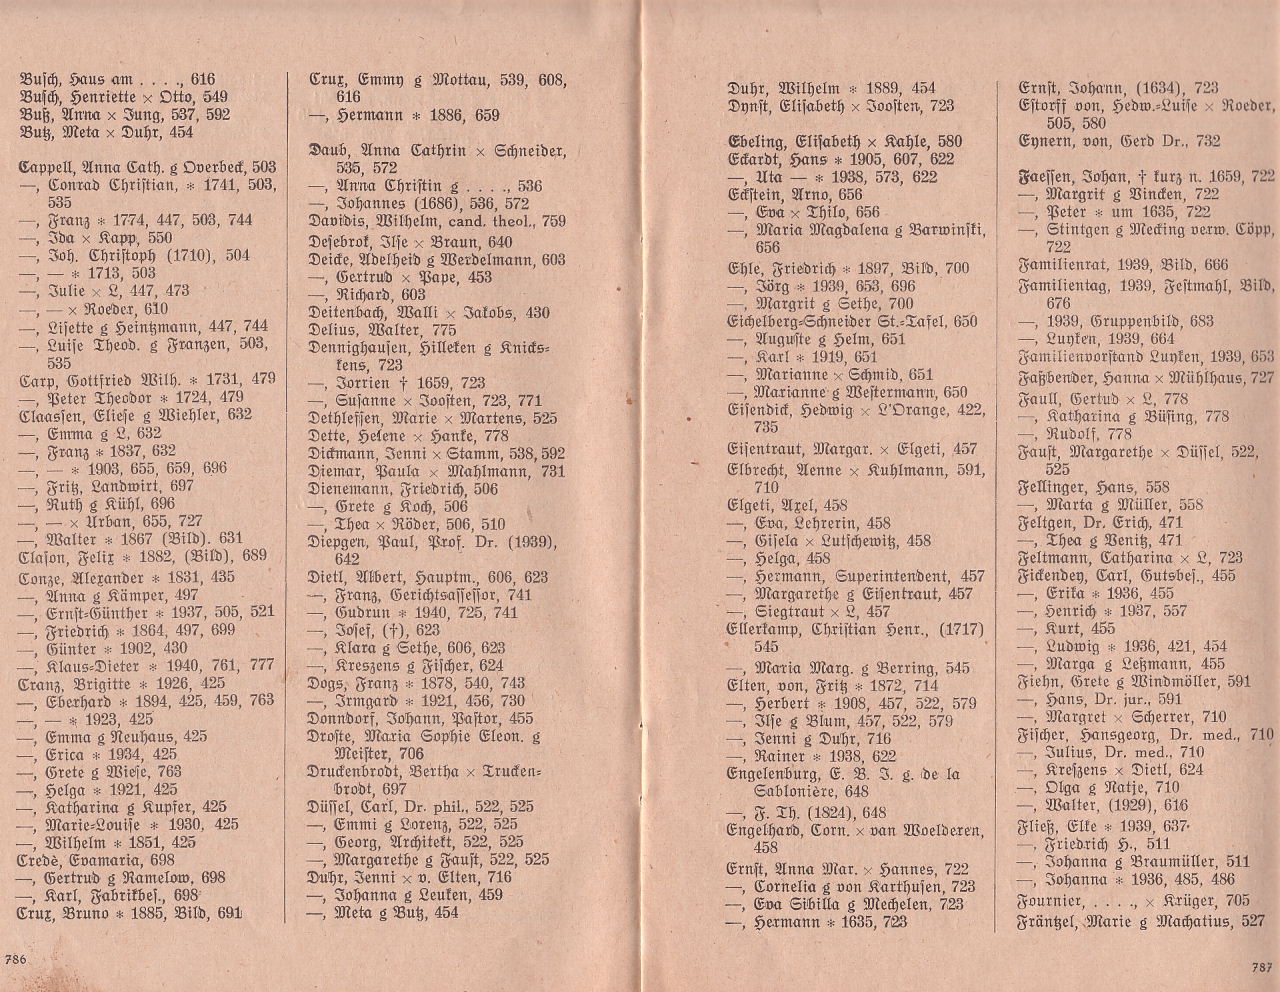 Busch, Haus am . . . ., 616
Busch, Henriette × Otto, 549
Buß, Anna × Jung, 537, 592
Butz, Meta × Duhr, 454
Cappell, Anna Cath. g Overbeck, 503
—, Conrad Christian, * 1741, 503,
535
—, Franz * 1774, 447, 503, 744
—, Ida × Kapp, 550
—, Joh. Christoph (1710), 504
—, — * 1713, 503
—, Julie × L, 447, 473
—, — × Roeder, 610
—, Lisette g Heintzmann, 447, 744
—, Luise Theod. g Franzen, 503,
535
Carp, Gottfried Wilh. * 1731, 479
—, Peter Theodor * 1724, 479
Claassen, Eliese g Wiehler, 632
—, Emma g L, 632
—, Franz * 1837, 632
—, — * 1903, 655, 659, 696
—, Fritz, Landwirt, 697
—, Ruth g Kühl, 696
—, — × Urban, 655, 727
—, Walter * 1867 (Bild). 631
Clason, Felix * 1882, (Bild), 689
Conze, Alexander * 1831, 435
—, Anna g Kämper, 497
—, Ernst=Günther * 1937, 505, 521
—, Friedrich * 1864, 497, 699
—, Günter * 1902, 430
—, Klaus=Dieter * 1940, 761, 777
Cranz, Brigitte * 1926, 425
—, Eberhard * 1894, 425, 459, 763
—, — * 1923, 425
—, Emma g Neuhaus, 425
—, Erica * 1934, 425
—, Grete g Wiese, 763
—, Helga * 1921, 425
—, Katharina g Kupfer, 425
—, Marie=Louise * 1930, 425
—, Wilhelm * 1851, 425
Credè, Evamaria, 698
—, Gertrud g Ramelow, 698
—, Karl, Fabrikbes., 698
Crux, Bruno * 1885, Bild, 691
786
Crux, Emmy g Mottau, 539, 608,
616
—, Hermann * 1886, 659
Daub, Anna Cathrin × Schneider,
535, 572
—, Anna Christin g . . . ., 536
—, Johannes (1686), 536, 572
Davidis, Wilhelm, cand. theol., 759
Desebrok, Ilse × Braun, 640
Deicke, Adelheid g Werdelmann, 603
—, Gertrud × Pape, 453
—, Richard, 603
Deitenbach, Walli × Jakobs, 430
Delius, Walter, 775
Dennighausen, Hilleken g Knicks=
kens, 723
—, Jorrien † 1659, 723
—, Susanne × Joosten, 723, 771
Dethlefsen, Marie × Martens, 525
Dette, Helene × Hanke, 778
Dickmann, Jenni × Stamm, 538, 592
Diemar, Paula × Mahlmann, 731
Dienemann, Friedrich, 506
—, Grete g Koch, 506
—, Thea × Röder, 506, 510
Diepgen, Paul, Prof. Dr. (1939),
642
Dietl, Albert, Hauptm., 606, 623
—, Franz, Gerichtsassessor, 741
—, Gudrun * 1940, 725, 741
—, Josef, (†), 623
—, Klara g Sethe, 606, 623
—, Kreszens g Fischer, 624
Dogs, Franz * 1878, 540, 743
—, Irmgard * 1921, 456, 730
Donndorf, Johann, Pastor, 455
Droste, Maria Sophie Eleon. g
Meister, 706
Druckenbrodt, Bertha × Trucken=
brodt, 697
Düssel, Carl, Dr. phil., 522, 525
—, Emmi g Lorenz, 522, 525
—, Georg, Architekt, 522, 525
—, Margarethe g Faust, 522, 525
Duhr, Jenni × v. Elten, 716
—, Johanna g Leuken, 459
—, Meta g Butz, 454
Duhr, Wilhelm * 1889, 454
Dynst, Elisabeth × Joosten, 723
Ebeling, Elisabeth × Kahle, 580
Eckardt, Hans * 1905, 607, 622
—, Uta — * 1938, 573, 622
Eckstein, Arno, 656
—, Eva × Thilo, 656
—, Maria Magdalena g Barwinski,
656
Ehle, Friedrich * 1897, Bild, 700
—, Jörg * 1939, 653, 696
—, Margrit g Sethe, 700
Eichelberg=Schneider St.=Tafel, 650
—, Auguste g Helm, 651
—, Karl * 1919, 651
—, Marianne × Schmid, 651
—, Marianne g Westermann, 650
Eisendick, Hedwig × L'Orange, 422,
735
Eisentraut, Margar. × Elgeti, 457
Elbrecht, Aenne × Kuhlmann, 591,
710
Elgeti, Axel, 458
—, Eva, Lehrerin, 458
—, Gisela × Lutschewitz, 458
—, Helga, 458
—, Hermann, Superintendent, 457
—, Margarethe g Eisentraut, 457
—, Siegtraut × L, 457
Ellerkamp, Christian Henr., (1717)
545
—, Maria Marg. g Berring, 545
Elten, von, Fritz * 1872, 714
—, Herbert * 1908, 457, 522, 579
—, Ilse g Blum, 457, 522, 579
—, Jenni g Duhr, 716
—, Rainer * 1938, 622
Engelenburg, E. B. J. g. de la
Sablonière, 648
—, F. Th. (1824), 648
Engelhard, Corn. × van Woelderen,
458
Ernst, Anna Mar. × Hannes, 722
—, Cornelia g von Karthusen, 723
—, Eva Sibilla g Mechelen, 723
—, Hermann * 1635, 723
Ernst, Johann, (1634), 723
Estorff von, Hedw.=Luise × Roeder,
505, 580
Eynern, von, Gerd Dr., 732
Faessen, Johan, † kurz n. 1659, 722
—, Margrit g Vincken, 722
—, Peter * um 1635, 722
—, Stintgen g Mecking verw. Cöpp,
722
Familienrat, 1939, Bild, 666
Familientag, 1939, Festmahl, Bild,
676
—, 1939, Gruppenbild, 683
—, Luyken, 1939, 664
Familienvorstand Luyken, 1939, 653
Faßbender, Hanna × Mühlhaus, 727
Faull, Gertud × L, 778
—, Katharina g Büsing, 778
—, Rudolf, 778
Faust, Margarethe × Düssel, 522,
525
Fellinger, Hans, 558
—, Marta g Müller, 558
Feltgen, Dr. Erich, 471
—, Thea g Venitz, 471
Feltmann, Catharina × L, 723
Fickendey, Carl, Gutsbes., 455
—, Erika * 1936, 455
—, Henrich * 1937, 557
—, Kurt, 455
—, Ludwig * 1936, 421, 454
—, Marga g Letzmann, 455
Fiehn, Grete g Windmöller, 591
—, Hans, Dr. jur., 591
—, Margret × Scherrer, 710
Fischer, Hansgeorg, Dr. med., 710
—, Julius, Dr. med., 710
—, Kreszens × Dietl, 624
—, Olga g Natje, 710
—, Walter, (1929), 616
Fließ, Elke * 1939, 637
—, Friedrich H., 511
—, Johanna g Braumüller, 511
—, Johanna * 1936, 485, 486
Fournier, . . . ., × Krüger, 705
Fräntzel, Marie g Machatius, 527
787